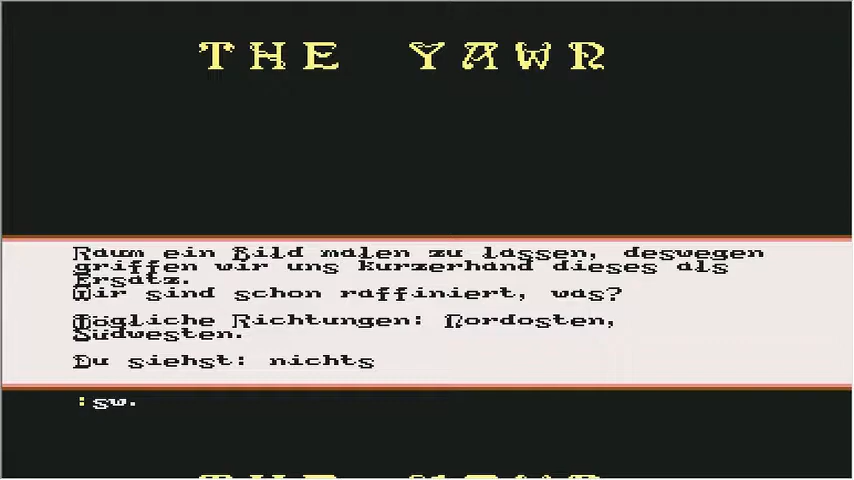 THE YAWN
Raum ein Bild malen zu lassen, deswegen
griffen wir uns kurzerhand dieses als
Ersatz.
Wir sind schon raffiniert, was?
Mögliche Richtungen: Nordosten,
Südwesten.
Du siehst: nichts
:sw.